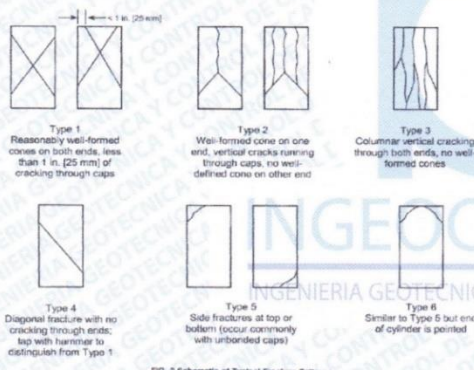 < 1 in. [25 mm]
Type 1
Reasonably well-formed
cones on both ends, less
than 1 in. [25 mm] of
cracking through caps
Type 2
Well-formed cone on one
end, vertical cracks running
through caps, no well-
defined cone on other end
Type 3
Columnar vertical cracking
through both ends, no well-
formed cones
Type 4
Diagonal fracture with no
cracking through ends;
tap with hammer to
distinguish from Type 1
Type 5
Side fractures at top or
bottom (occur commonly
with unbonded caps)
Type 6
Similar to Type 5 but end
of cylinder is pointed
INGEOC
INGENIERIA GEOTECNIC